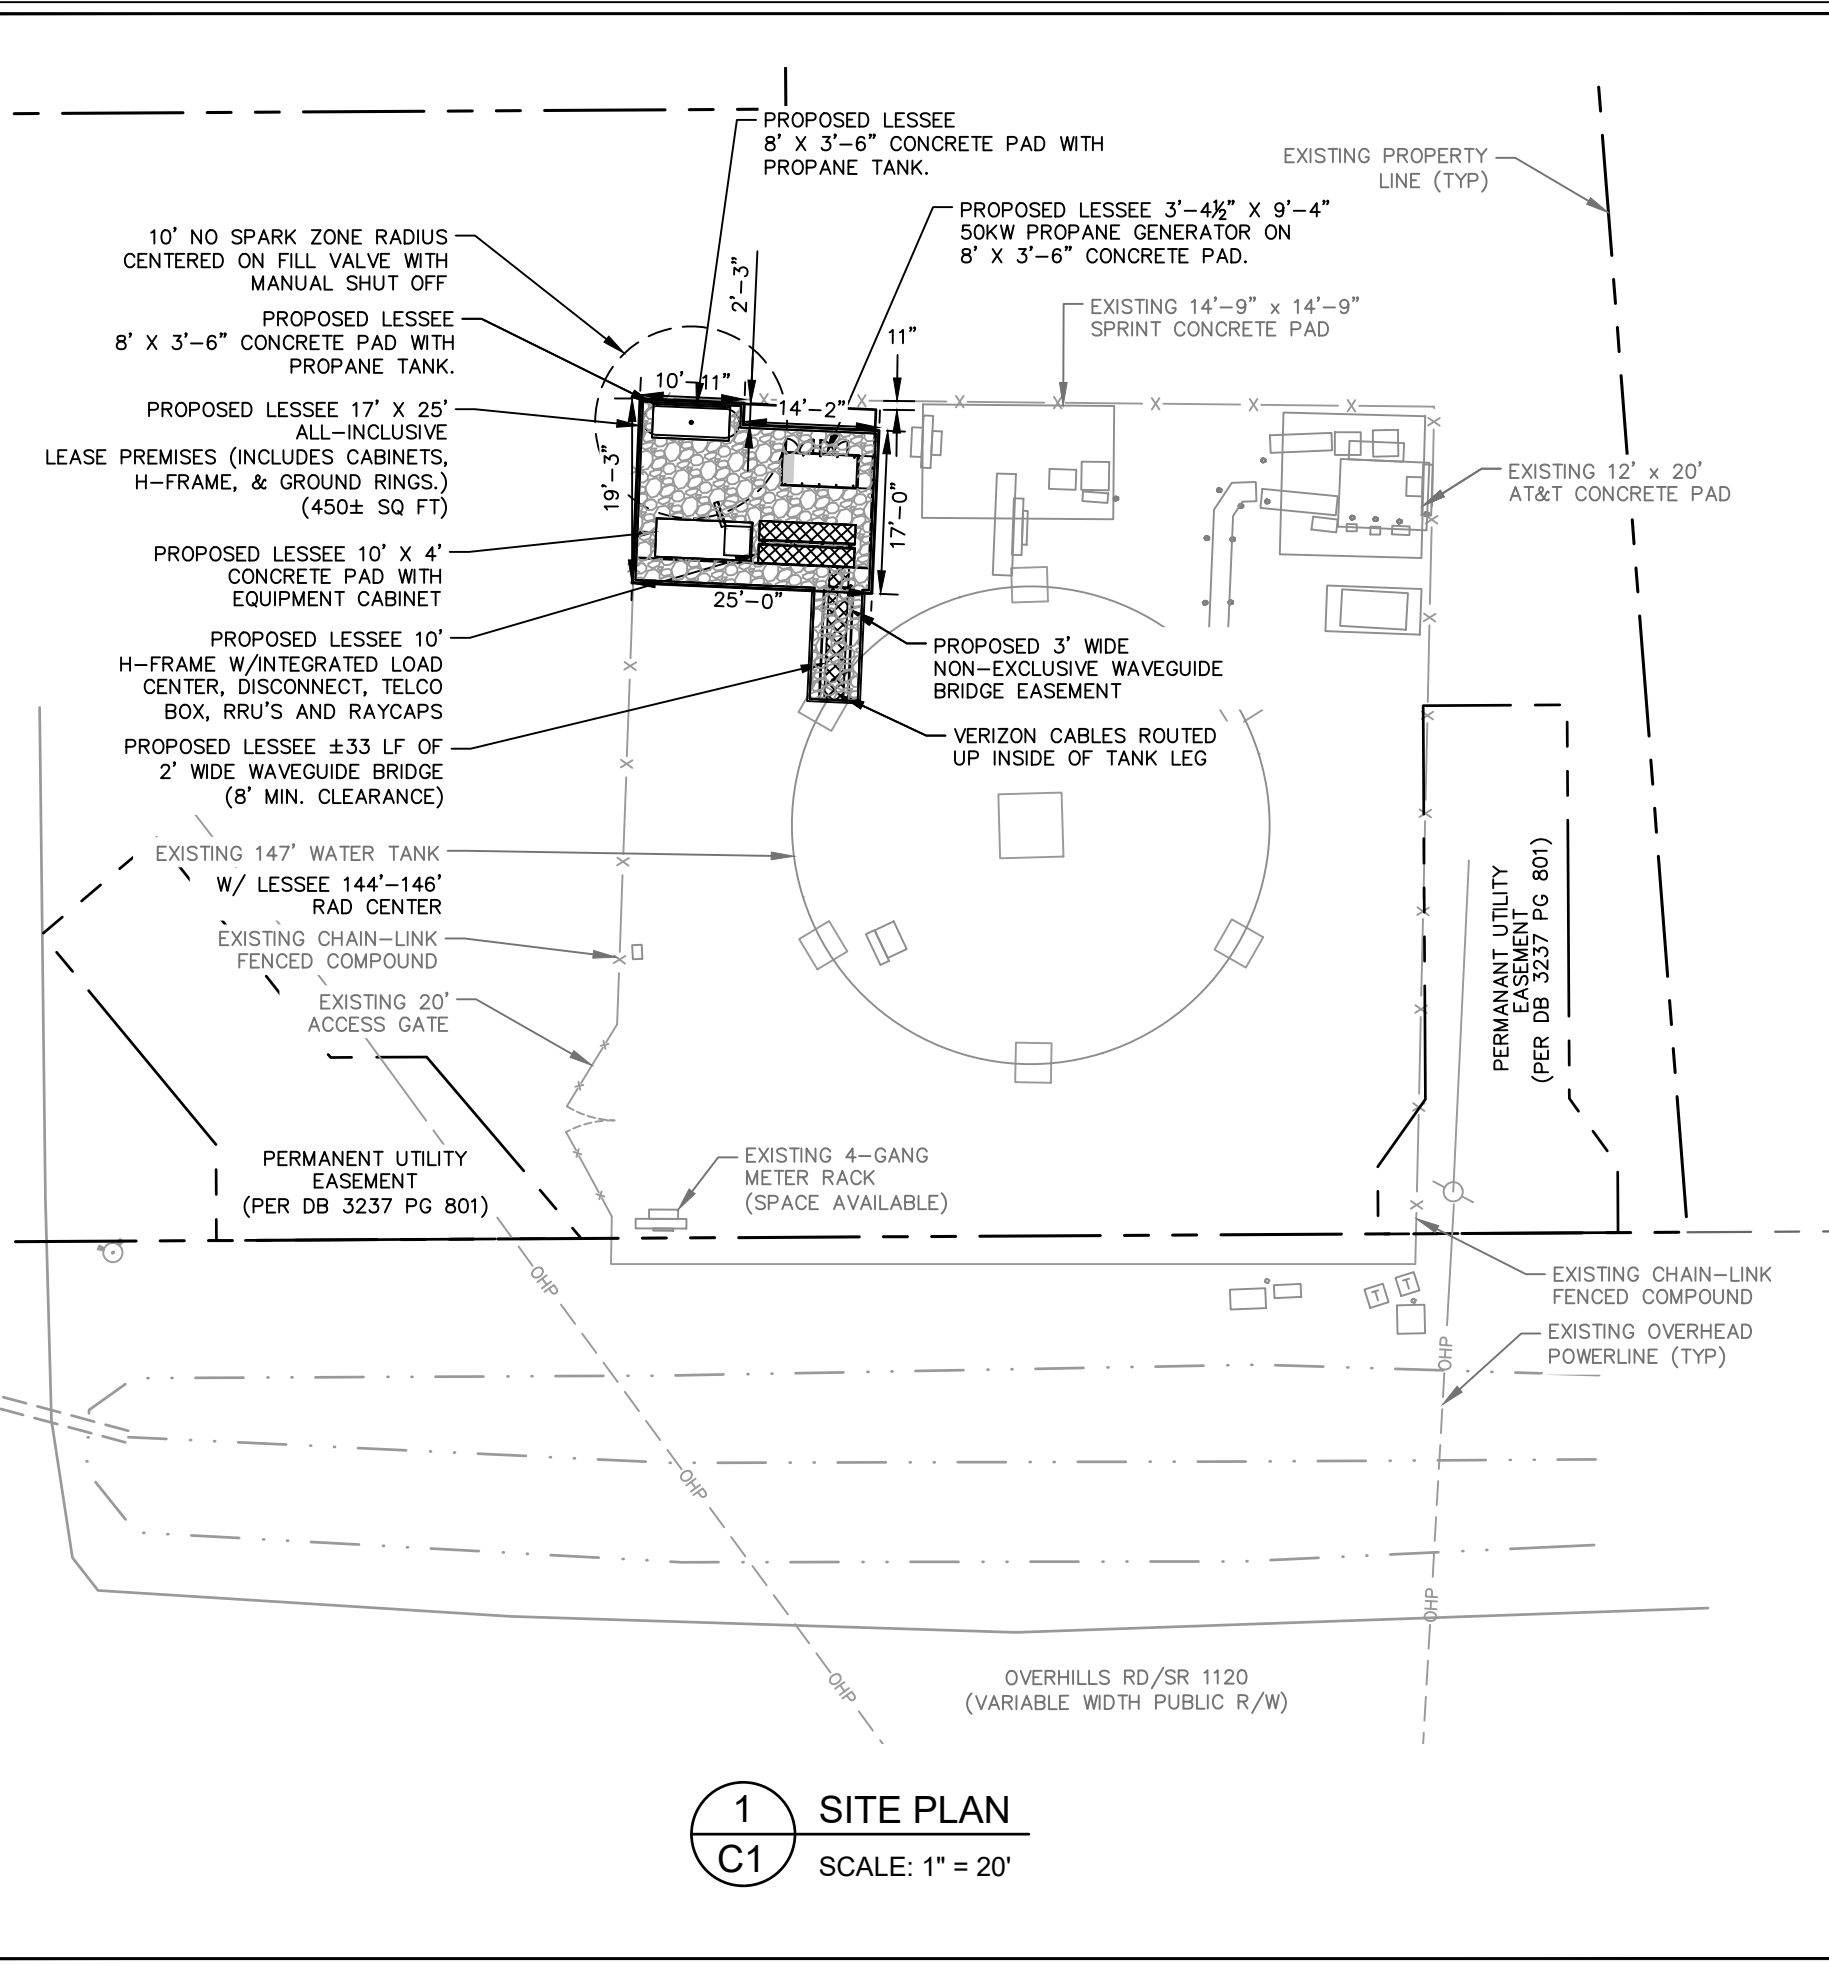 PROPOSED LESSEE
8' X 3'-6" CONCRETE PAD WITH
PROPANE TANK.
EXISTING PROPERTY
LINE (TYP)
PROPOSED LESSEE 3'-4½" X 9'-4"
50KW PROPANE GENERATOR ON
8' X 3'-6" CONCRETE PAD.
10' NO SPARK ZONE RADIUS
CENTERED ON FILL VALVE WITH
MANUAL SHUT OFF
2'-3"
EXISTING 14'-9" x 14'-9"
SPRINT CONCRETE PAD
PROPOSED LESSEE
8' X 3'-6" CONCRETE PAD WITH
PROPANE TANK.
11"
10'-11"
14'-2"
PROPOSED LESSEE 17' X 25'
ALL-INCLUSIVE
LEASE PREMISES (INCLUDES CABINETS,
H-FRAME, & GROUND RINGS.)
(450± SQ FT)
19'-3"
17'-0"
25'-0"
EXISTING 12' x 20'
AT&T CONCRETE PAD
PROPOSED LESSEE 10' X 4'
CONCRETE PAD WITH
EQUIPMENT CABINET
PROPOSED LESSEE 10'
H-FRAME W/INTEGRATED LOAD
CENTER, DISCONNECT, TELCO
BOX, RRU'S AND RAYCAPS
PROPOSED 3' WIDE
NON-EXCLUSIVE WAVEGUIDE
BRIDGE EASEMENT
VERIZON CABLES ROUTED
UP INSIDE OF TANK LEG
PROPOSED LESSEE ±33 LF OF
2' WIDE WAVEGUIDE BRIDGE
(8' MIN. CLEARANCE)
EXISTING 147' WATER TANK
W/ LESSEE 144'-146'
RAD CENTER
EXISTING CHAIN-LINK
FENCED COMPOUND
EXISTING 20'
ACCESS GATE
PERMANANT UTILITY
EASEMENT
(PER DB 3237 PG 801)
PERMANENT UTILITY
EASEMENT
(PER DB 3237 PG 801)
EXISTING 4-GANG
METER RACK
(SPACE AVAILABLE)
EXISTING CHAIN-LINK
FENCED COMPOUND
EXISTING OVERHEAD
POWERLINE (TYP)
T
T
OHP
OHP
OHP
OHP
OHP
OVERHILLS RD/SR 1120
(VARIABLE WIDTH PUBLIC R/W)
1
C1
SITE PLAN
SCALE: 1" = 20'